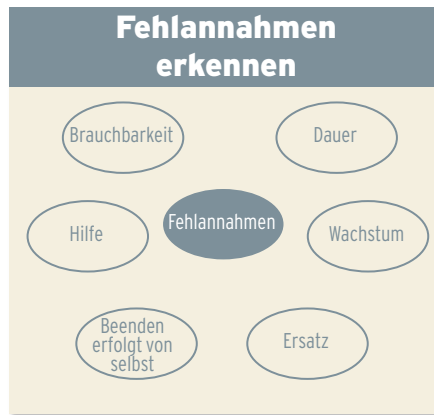 Fehlannahmen
erkennen
Brauchbarkeit
Dauer
Hilfe
Fehlannahmen
Wachstum
Beenden
erfolgt von
selbst
Ersatz